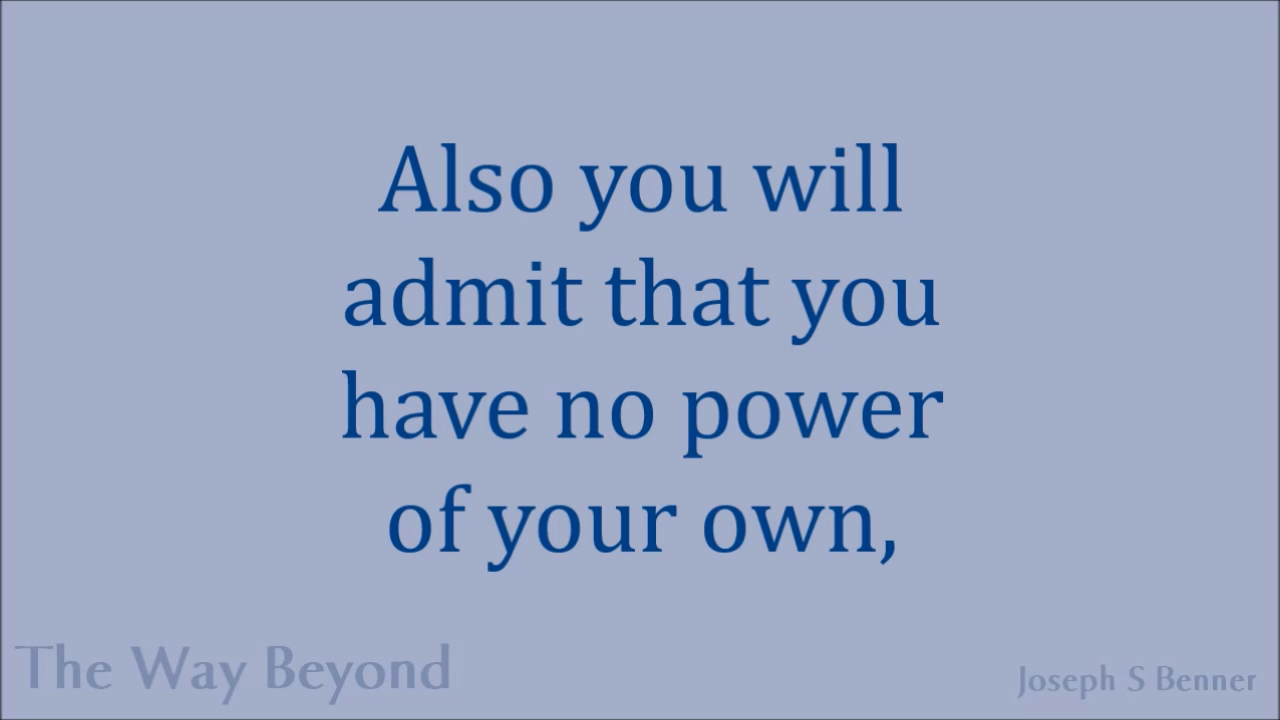 Also you will
admit that you
have no power
of your own,
The Way Beyond
Joseph S Benner